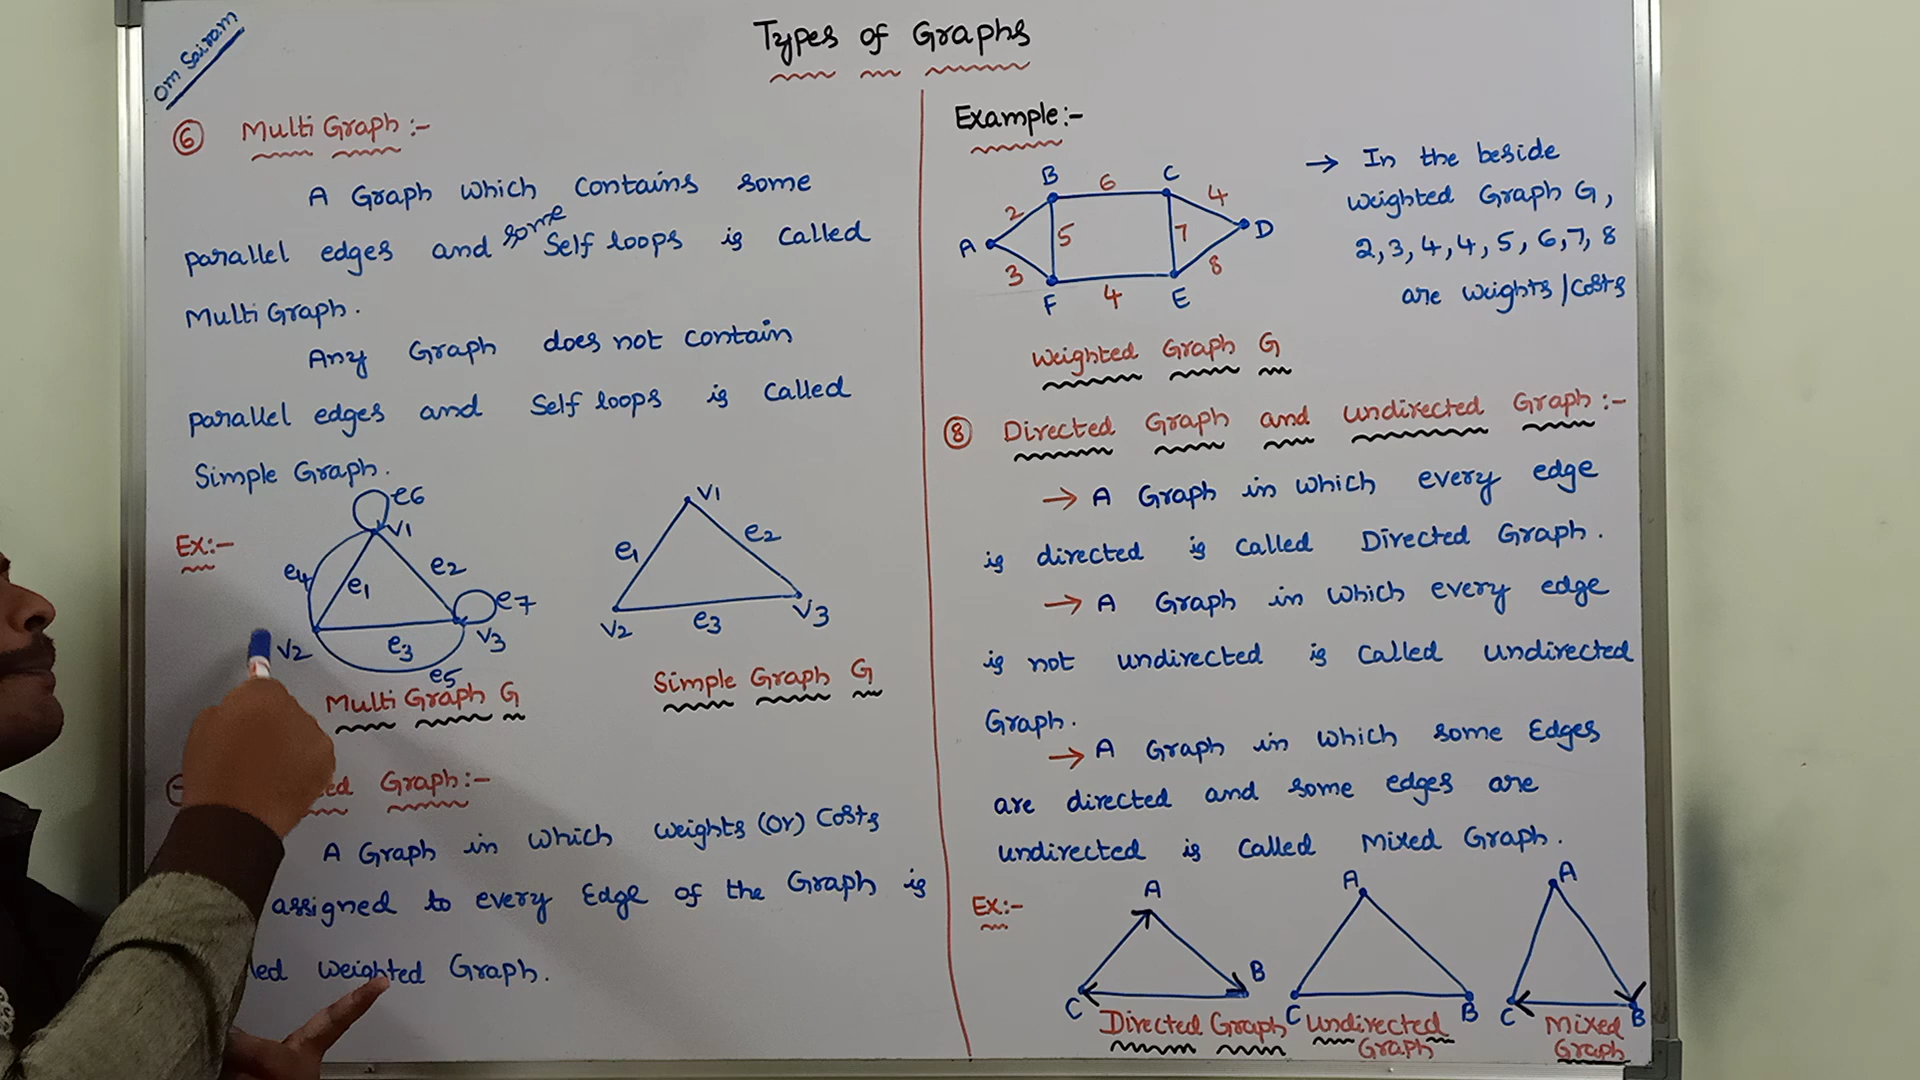 Om Sairam
Types of Graphs
6 Multi Graph :-
A Graph which contains some
parallel edges and some Self loops is called
Multi Graph.
Any Graph does not contain
parallel edges and Self loops is called
Simple Graph.
Ex:-
e6
V1
e4
e1
e2
e7
V2
e3
V3
e5
Multi Graph G
V1
e1
e2
V2
e3
V3
Simple Graph G
Graph:-
A Graph in which weights (or) Costs
assigned to every Edge of the Graph is
weighted Graph.
Example:-
B 6 C
2 4
A 5 7 D
3 8
F 4 E
Weighted Graph G
→ In the beside
weighted Graph G,
2,3,4,4,5,6,7,8
are weights/costs
8 Directed Graph and undirected Graph:-
→ A Graph in which every edge
is directed is called Directed Graph.
→ A Graph in which every edge
is not undirected is called undirected
Graph.
→ A Graph in which some Edges
are directed and some edges are
undirected is called Mixed Graph.
Ex:-
A
B
C
Directed Graph
A
C
B
undirected
Graph
A
C
B
Mixed
Graph